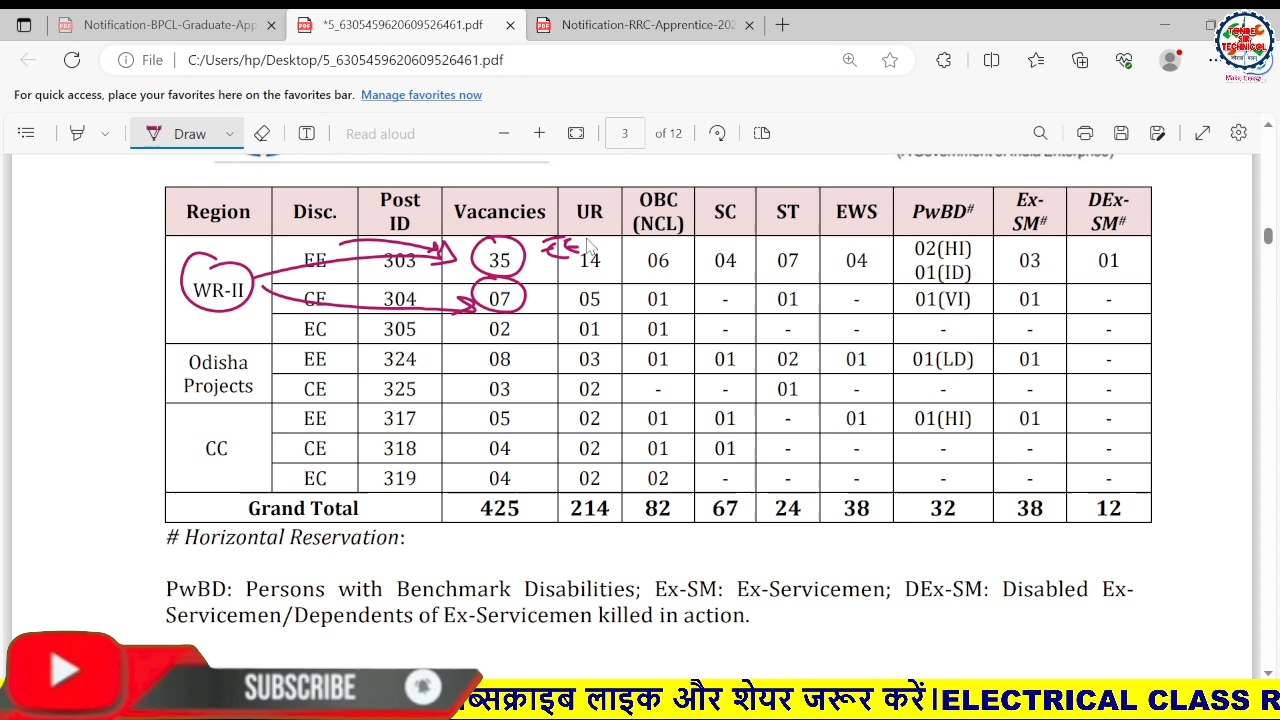 Notification-BPCL-Graduate-App
*5_6305459620609526461.pdf
Notification-RRC-Apprentice-202
TONDE SIR TECHNICOL
File C:/Users/hp/Desktop/5_6305459620609526461.pdf
For quick access, place your favorites here on the favorites bar. Manage favorites now
Draw Read aloud 3 of 12
(A Government of India Enterprise)
Region Disc. Post ID Vacancies UR OBC (NCL) SC ST EWS PwBD# Ex-SM# DEx-SM#
WR-II EE 303 35 EE 14 06 04 07 04 02(HI) 01(ID) 03 01
CE 304 07 05 01 - 01 - 01(VI) 01 -
EC 305 02 01 01 - - - - - -
Odisha Projects EE 324 08 03 01 01 02 01 01(LD) 01 -
CE 325 03 02 - - 01 - - - -
CC EE 317 05 02 01 01 - 01 01(HI) 01 -
CE 318 04 02 01 01 - - - - -
EC 319 04 02 02 - - - - - -
Grand Total 425 214 82 67 24 38 32 38 12
# Horizontal Reservation:
PwBD: Persons with Benchmark Disabilities; Ex-SM: Ex-Servicemen; DEx-SM: Disabled Ex-
Servicemen/Dependents of Ex-Servicemen killed in action.
SUBSCRIBE
ब्सक्राइब लाइक और शेयर जरूर करें।ELECTRICAL CLASS R